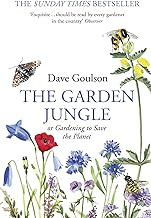 THE SUNDAY TIMES BESTSELLER
'Exquisite... should be read by every gardener
in the country' Observer
Dave Goulson
THE GARDEN
JUNGLE
or Gardening to Save
the Planet